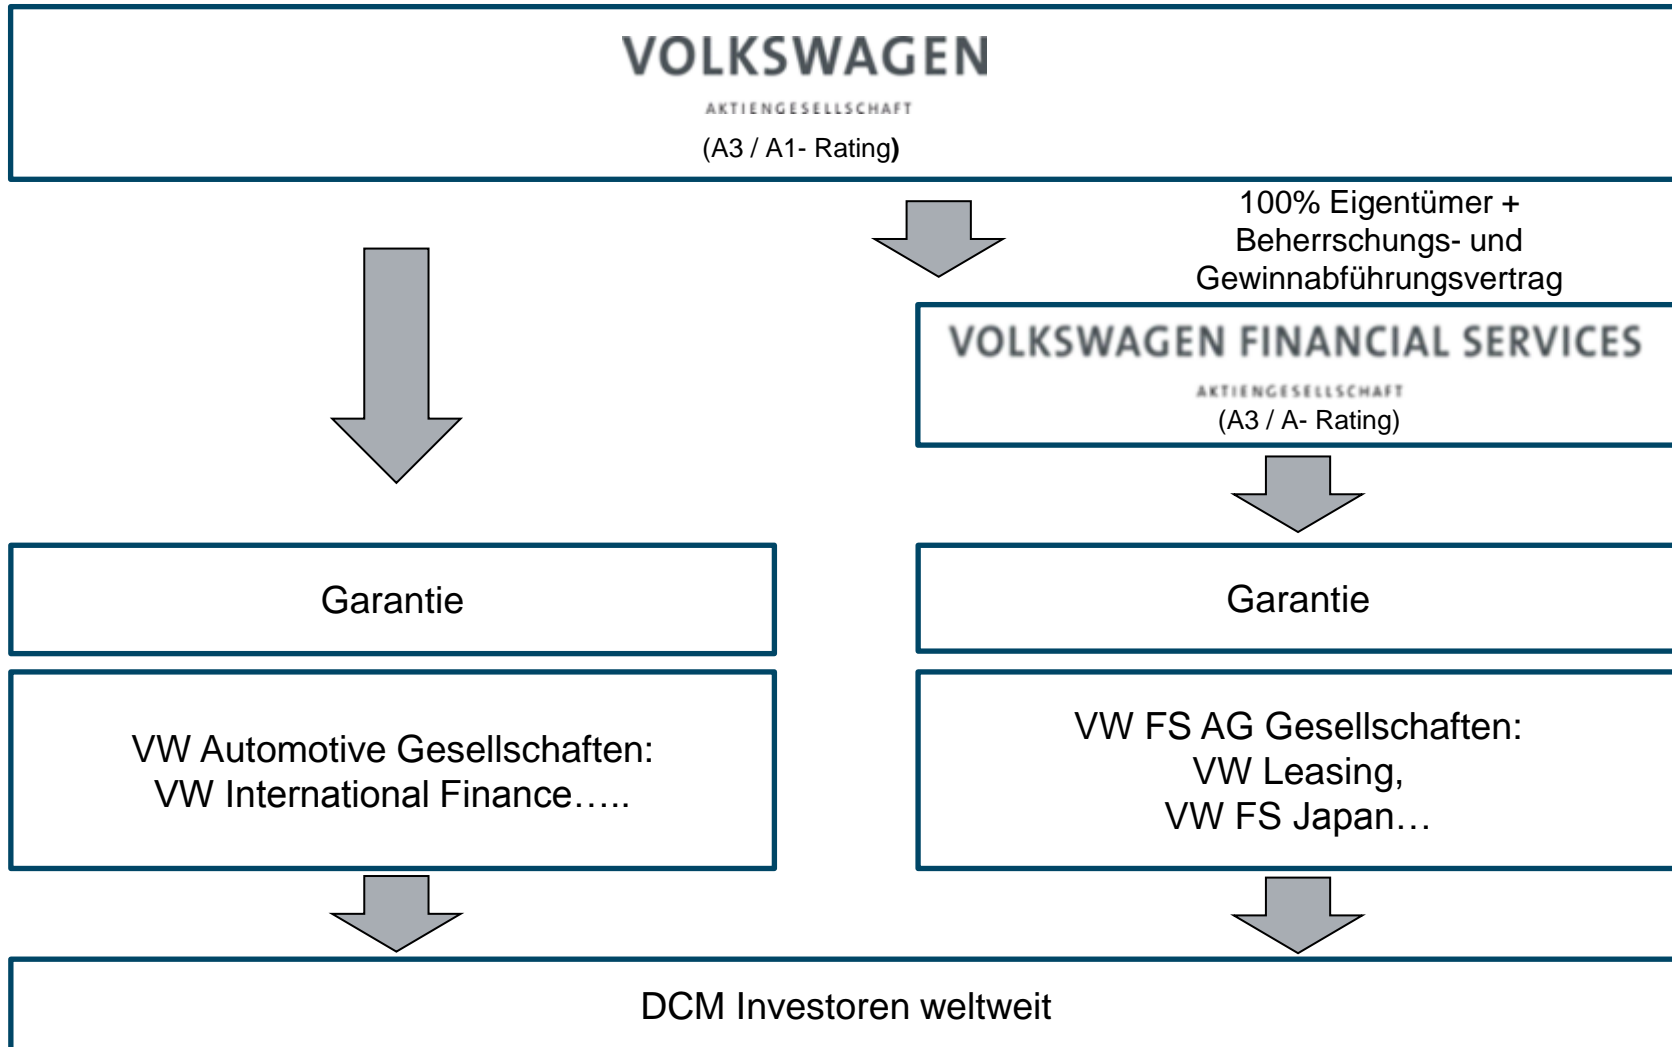 VOLKSWAGEN
AKTIENGESELLSCHAFT
(A3 / A1- Rating)
100% Eigentümer +
Beherrschungs- und
Gewinnabführungsvertrag
VOLKSWAGEN FINANCIAL SERVICES
AKTIENGESELLSCHAFT
(A3 / A- Rating)
Garantie
Garantie
VW Automotive Gesellschaften:
VW International Finance…..
VW FS AG Gesellschaften:
VW Leasing,
VW FS Japan…
DCM Investoren weltweit